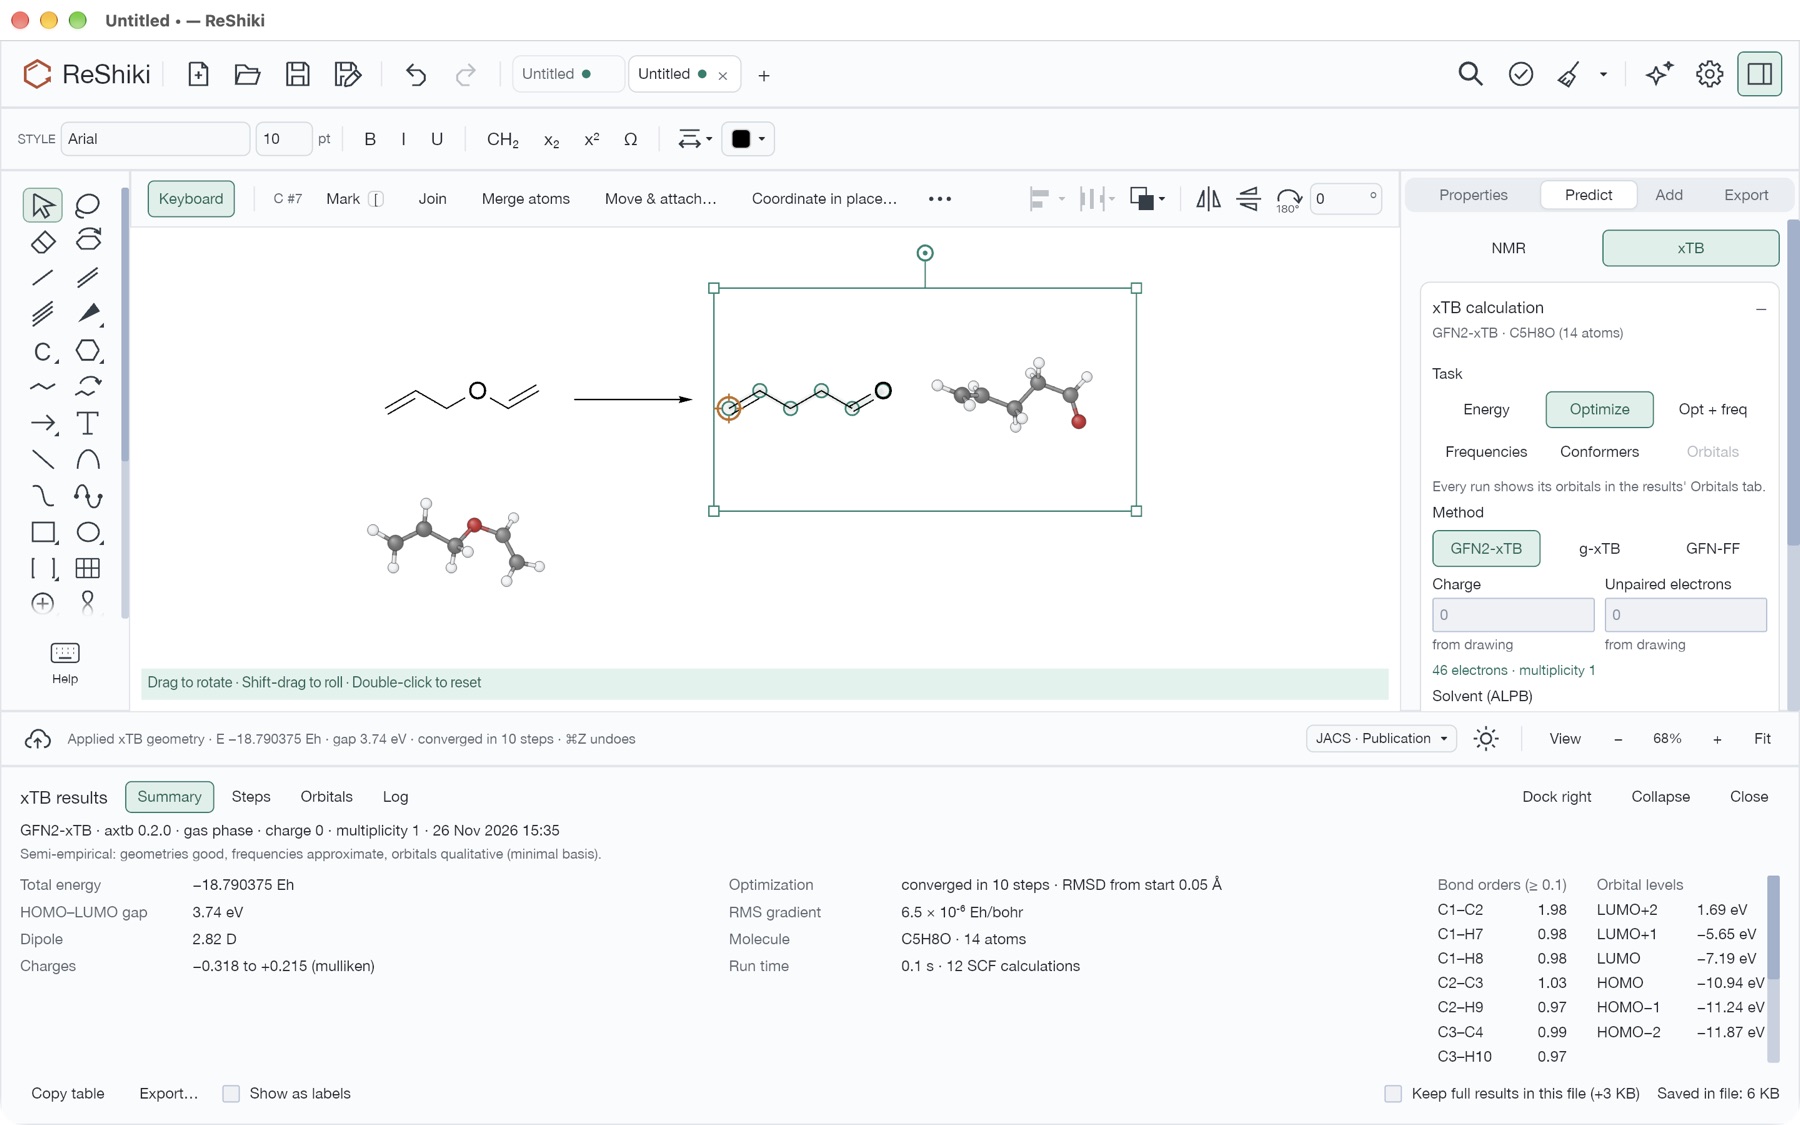 Untitled • — ReShiki
ReShiki
Untitled
Untitled
STYLE Arial 10 pt B I U CH₂ x₂ x² Ω
Keyboard C #7 Mark [ Join Merge atoms Move & attach... Coordinate in place... 180° 0 °
Properties Predict Add Export
NMR xTB
xTB calculation
GFN2-xTB · C5H8O (14 atoms)
Task
Energy Optimize Opt + freq
Frequencies Conformers Orbitals
Every run shows its orbitals in the results' Orbitals tab.
Method
GFN2-xTB g-xTB GFN-FF
Charge Unpaired electrons
0 0
from drawing from drawing
46 electrons · multiplicity 1
Solvent (ALPB)
C
T
O O
Help
Drag to rotate · Shift-drag to roll · Double-click to reset
Applied xTB geometry · E −18.790375 Eh · gap 3.74 eV · converged in 10 steps · ⌘Z undoes
JACS · Publication View − 68% + Fit
xTB results Summary Steps Orbitals Log Dock right Collapse Close
GFN2-xTB · axtb 0.2.0 · gas phase · charge 0 · multiplicity 1 · 26 Nov 2026 15:35
Semi-empirical: geometries good, frequencies approximate, orbitals qualitative (minimal basis).
Total energy −18.790375 Eh
HOMO–LUMO gap 3.74 eV
Dipole 2.82 D
Charges −0.318 to +0.215 (mulliken)
Optimization converged in 10 steps · RMSD from start 0.05 Å
RMS gradient 6.5 × 10⁻⁶ Eh/bohr
Molecule C5H8O · 14 atoms
Run time 0.1 s · 12 SCF calculations
Bond orders (≥ 0.1) Orbital levels
C1–C2 1.98 LUMO+2 1.69 eV
C1–H7 0.98 LUMO+1 −5.65 eV
C1–H8 0.98 LUMO −7.19 eV
C2–C3 1.03 HOMO −10.94 eV
C2–H9 0.97 HOMO−1 −11.24 eV
C3–C4 0.99 HOMO−2 −11.87 eV
C3–H10 0.97
Copy table Export... Show as labels Keep full results in this file (+3 KB) Saved in file: 6 KB